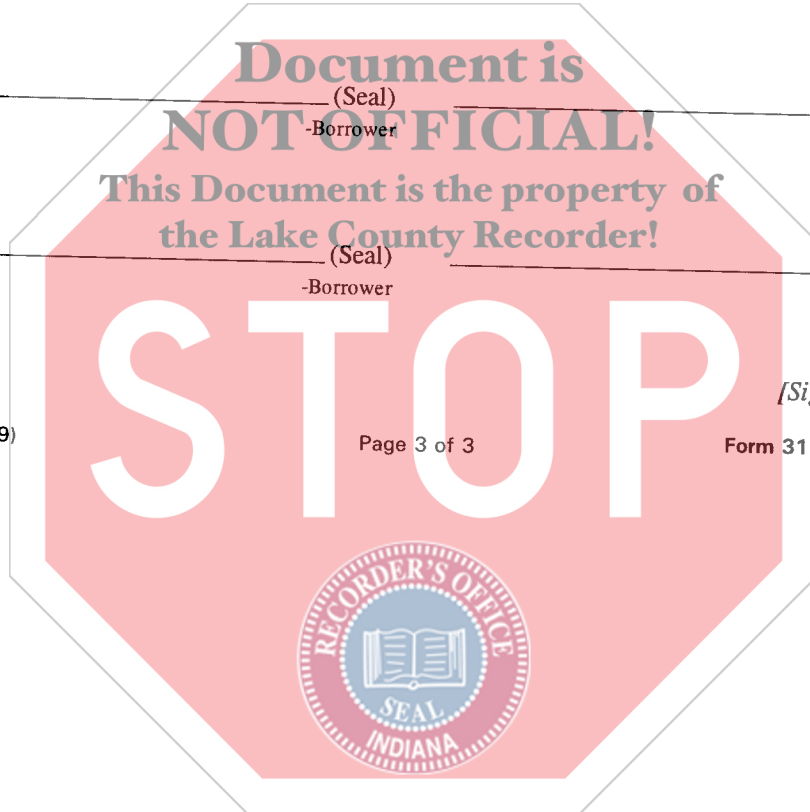 Document is
(Seal)
NOT OFFICIAL!
-Borrower
This Document is the property of
the Lake County Recorder!
(Seal)
-Borrower
STOP
[Si
9)
Page 3 of 3
Form 31
RECORDER'S OFFICE
SEAL
INDIANA